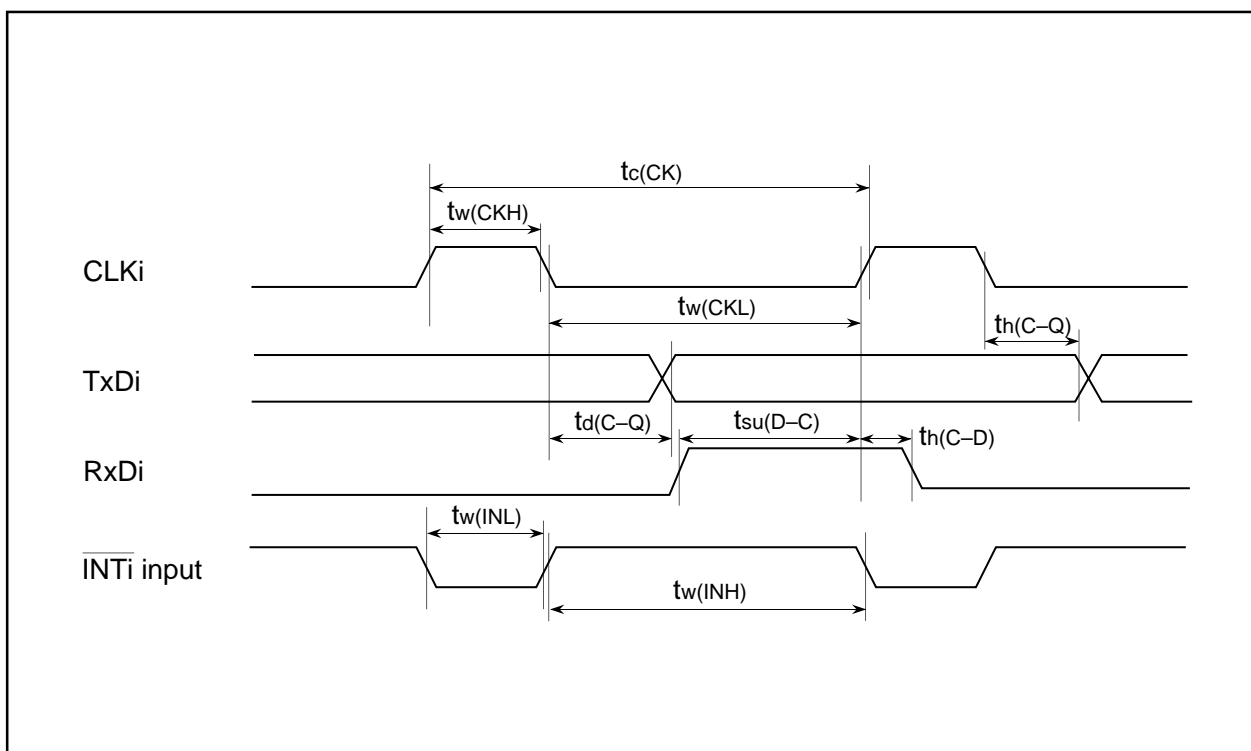 tc(CK)
tw(CKH)
CLKi
tw(CKL)
th(C–Q)
TxDi
td(C–Q)
tsu(D–C)
th(C–D)
RxDi
tw(INL)
INTi input
tw(INH)